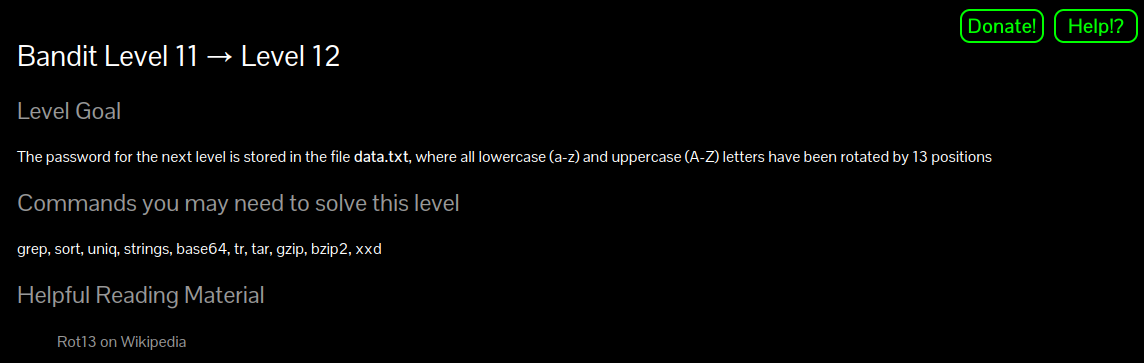 Donate! Help!?
Bandit Level 11 → Level 12
Level Goal
The password for the next level is stored in the file data.txt, where all lowercase (a-z) and uppercase (A-Z) letters have been rotated by 13 positions
Commands you may need to solve this level
grep, sort, uniq, strings, base64, tr, tar, gzip, bzip2, xxd
Helpful Reading Material
Rot13 on Wikipedia